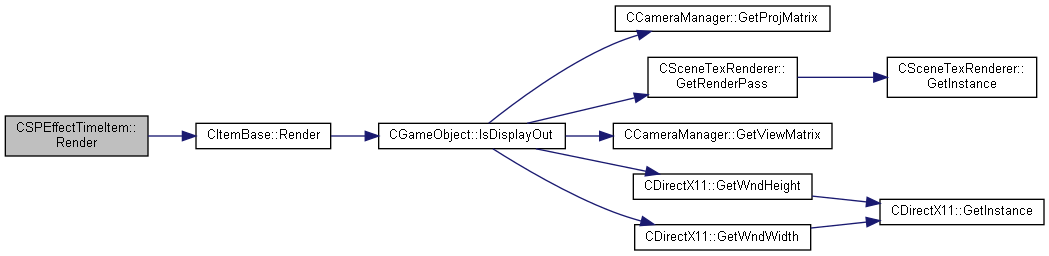 CSPEffectTimeItem::
Render
CItemBase::Render
CGameObject::IsDisplayOut
CCameraManager::GetProjMatrix
CSceneTexRenderer::
GetRenderPass
CSceneTexRenderer::
GetInstance
CCameraManager::GetViewMatrix
CDirectX11::GetWndHeight
CDirectX11::GetInstance
CDirectX11::GetWndWidth